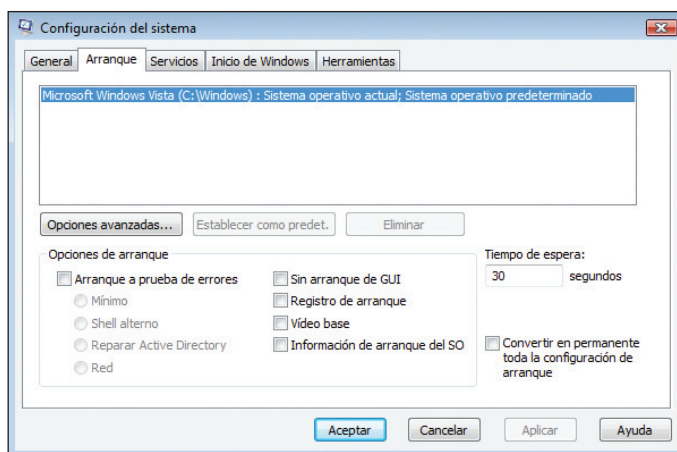 Configuración del sistema
General Arranque Servicios Inicio de Windows Herramientas
Microsoft Windows Vista (C:\Windows) : Sistema operativo actual; Sistema operativo predeterminado
Opciones avanzadas... Establecer como predet. Eliminar
Opciones de arranque
Arranque a prueba de errores
Mínimo
Shell alterno
Reparar Active Directory
Red
Sin arranque de GUI
Registro de arranque
Vídeo base
Información de arranque del SO
Tiempo de espera:
30 segundos
Convertir en permanente
toda la configuración de
arranque
Aceptar Cancelar Aplicar Ayuda